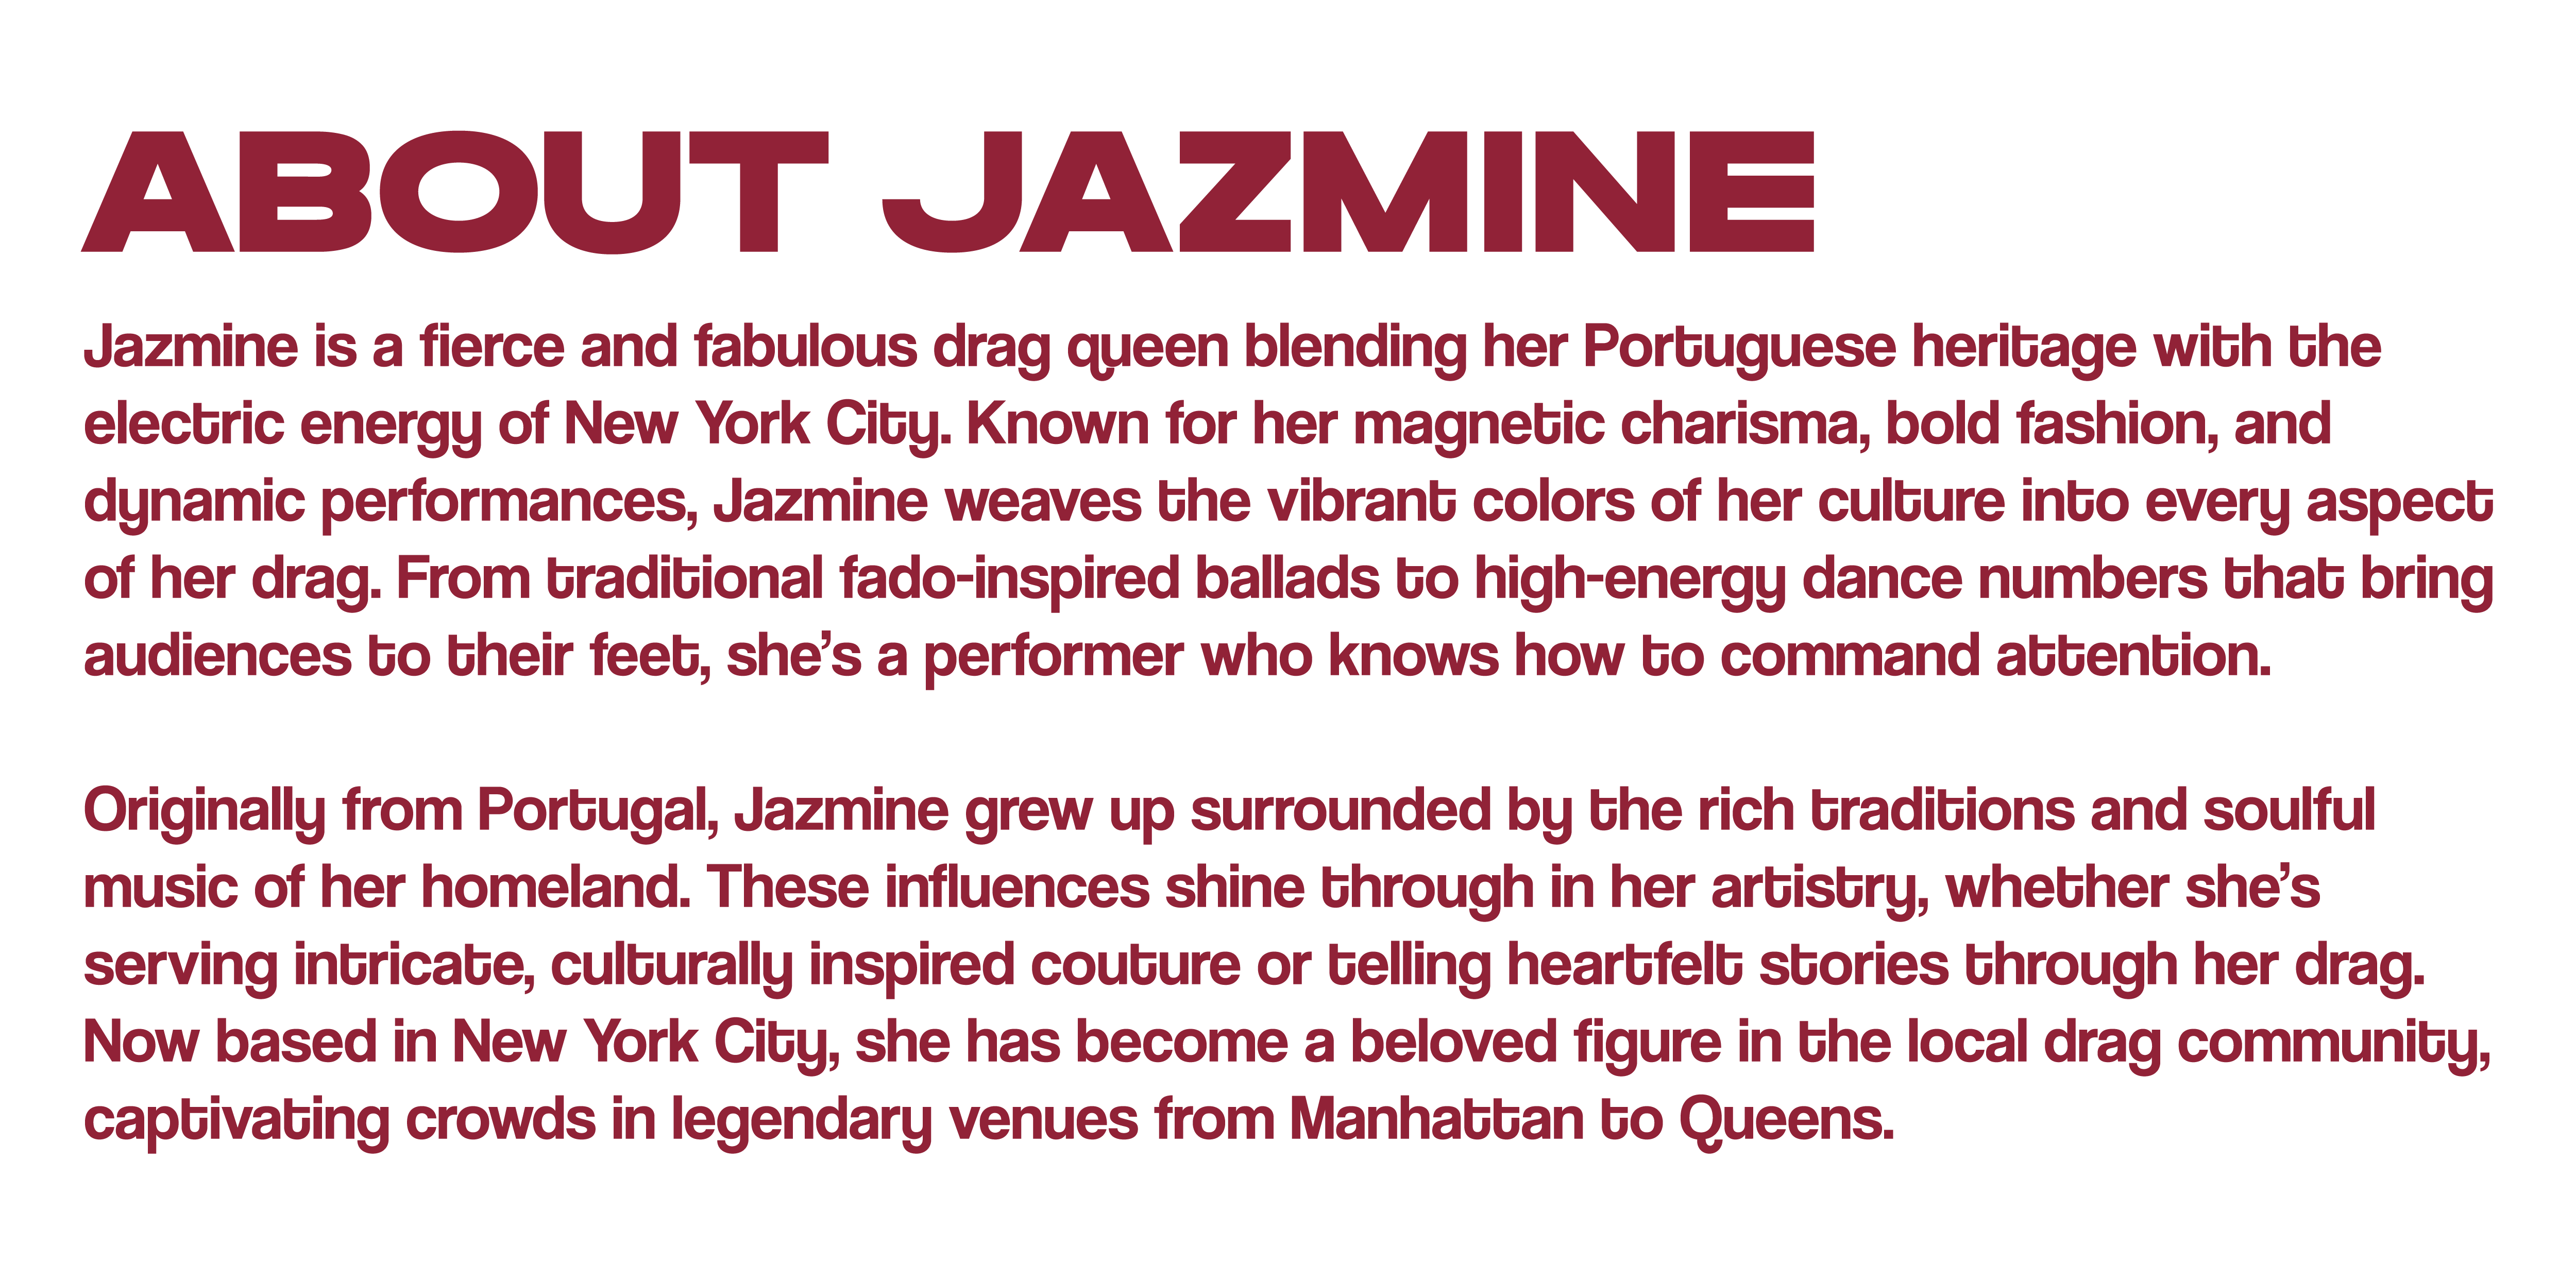 ABOUT JAZMINE
Jazmine is a fierce and fabulous drag queen blending her Portuguese heritage with the
electric energy of New York City. Known for her magnetic charisma, bold fashion, and
dynamic performances, Jazmine weaves the vibrant colors of her culture into every aspect
of her drag. From traditional fado-inspired ballads to high-energy dance numbers that bring
audiences to their feet, she’s a performer who knows how to command attention.
Originally from Portugal, Jazmine grew up surrounded by the rich traditions and soulful
music of her homeland. These influences shine through in her artistry, whether she’s
serving intricate, culturally inspired couture or telling heartfelt stories through her drag.
Now based in New York City, she has become a beloved figure in the local drag community,
captivating crowds in legendary venues from Manhattan to Queens.